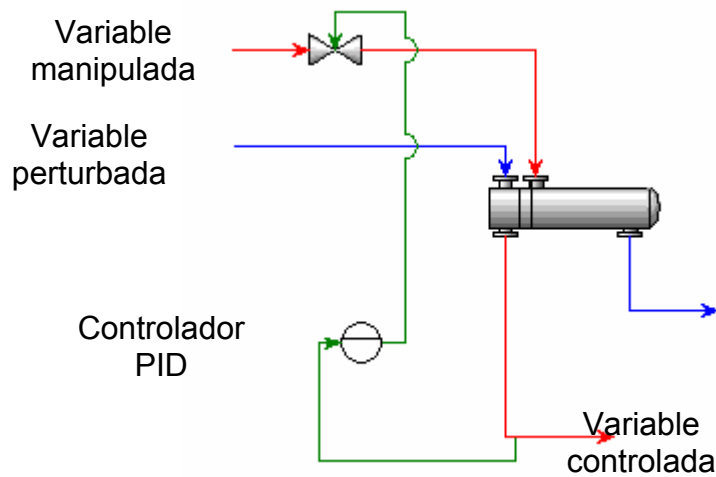 Variable
manipulada
Variable
perturbada
Controlador
PID
Variable
controlada